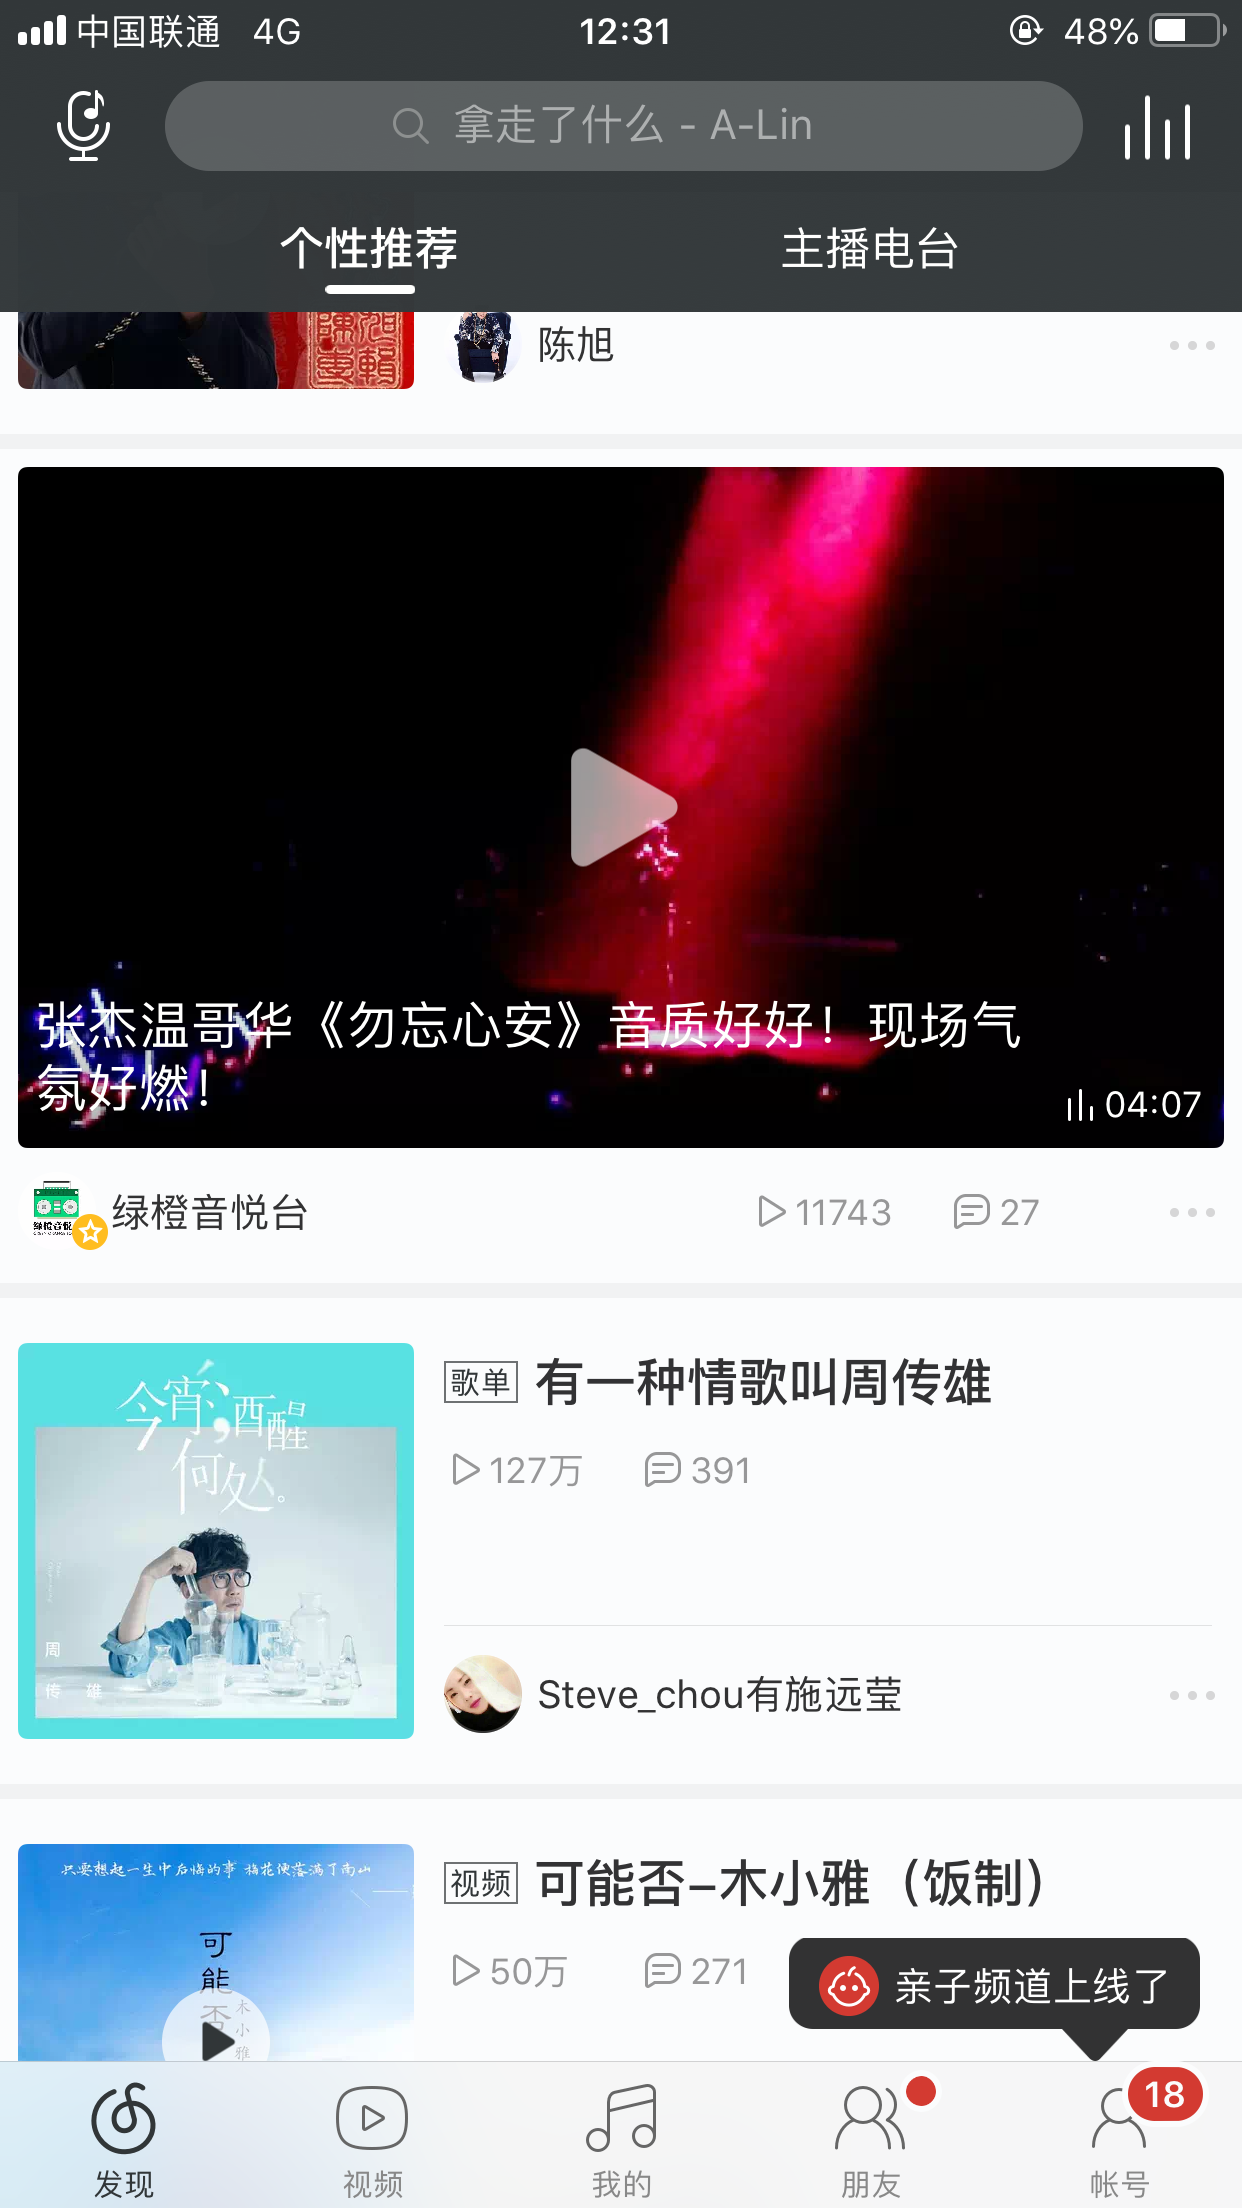 中国联通 4G 12:31 48%
拿走了什么 - A-Lin
个性推荐 主播电台
陈旭
张杰温哥华《勿忘心安》音质好好！现场气
氛好燃！
04:07
绿橙音悦台 11743 27
今宵酒醒
何处。
周
传 雄
歌单 有一种情歌叫周传雄
127万 391
Steve_chou有施远莹
只要想起一生中后悔的事 梅花便落满了南山
可能否
木小雅
视频 可能否-木小雅（饭制）
50万 271
亲子频道上线了
18
发现 视频 我的 朋友 帐号